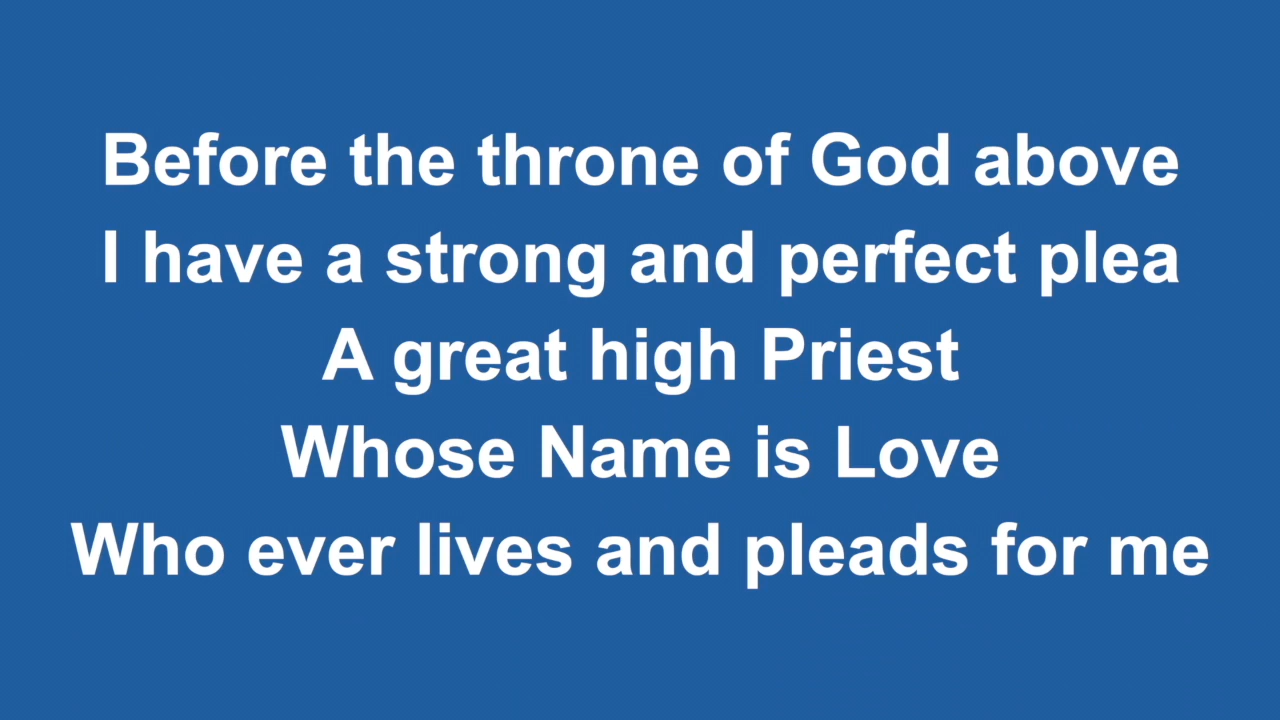 Before the throne of God above
I have a strong and perfect plea
A great high Priest
Whose Name is Love
Who ever lives and pleads for me